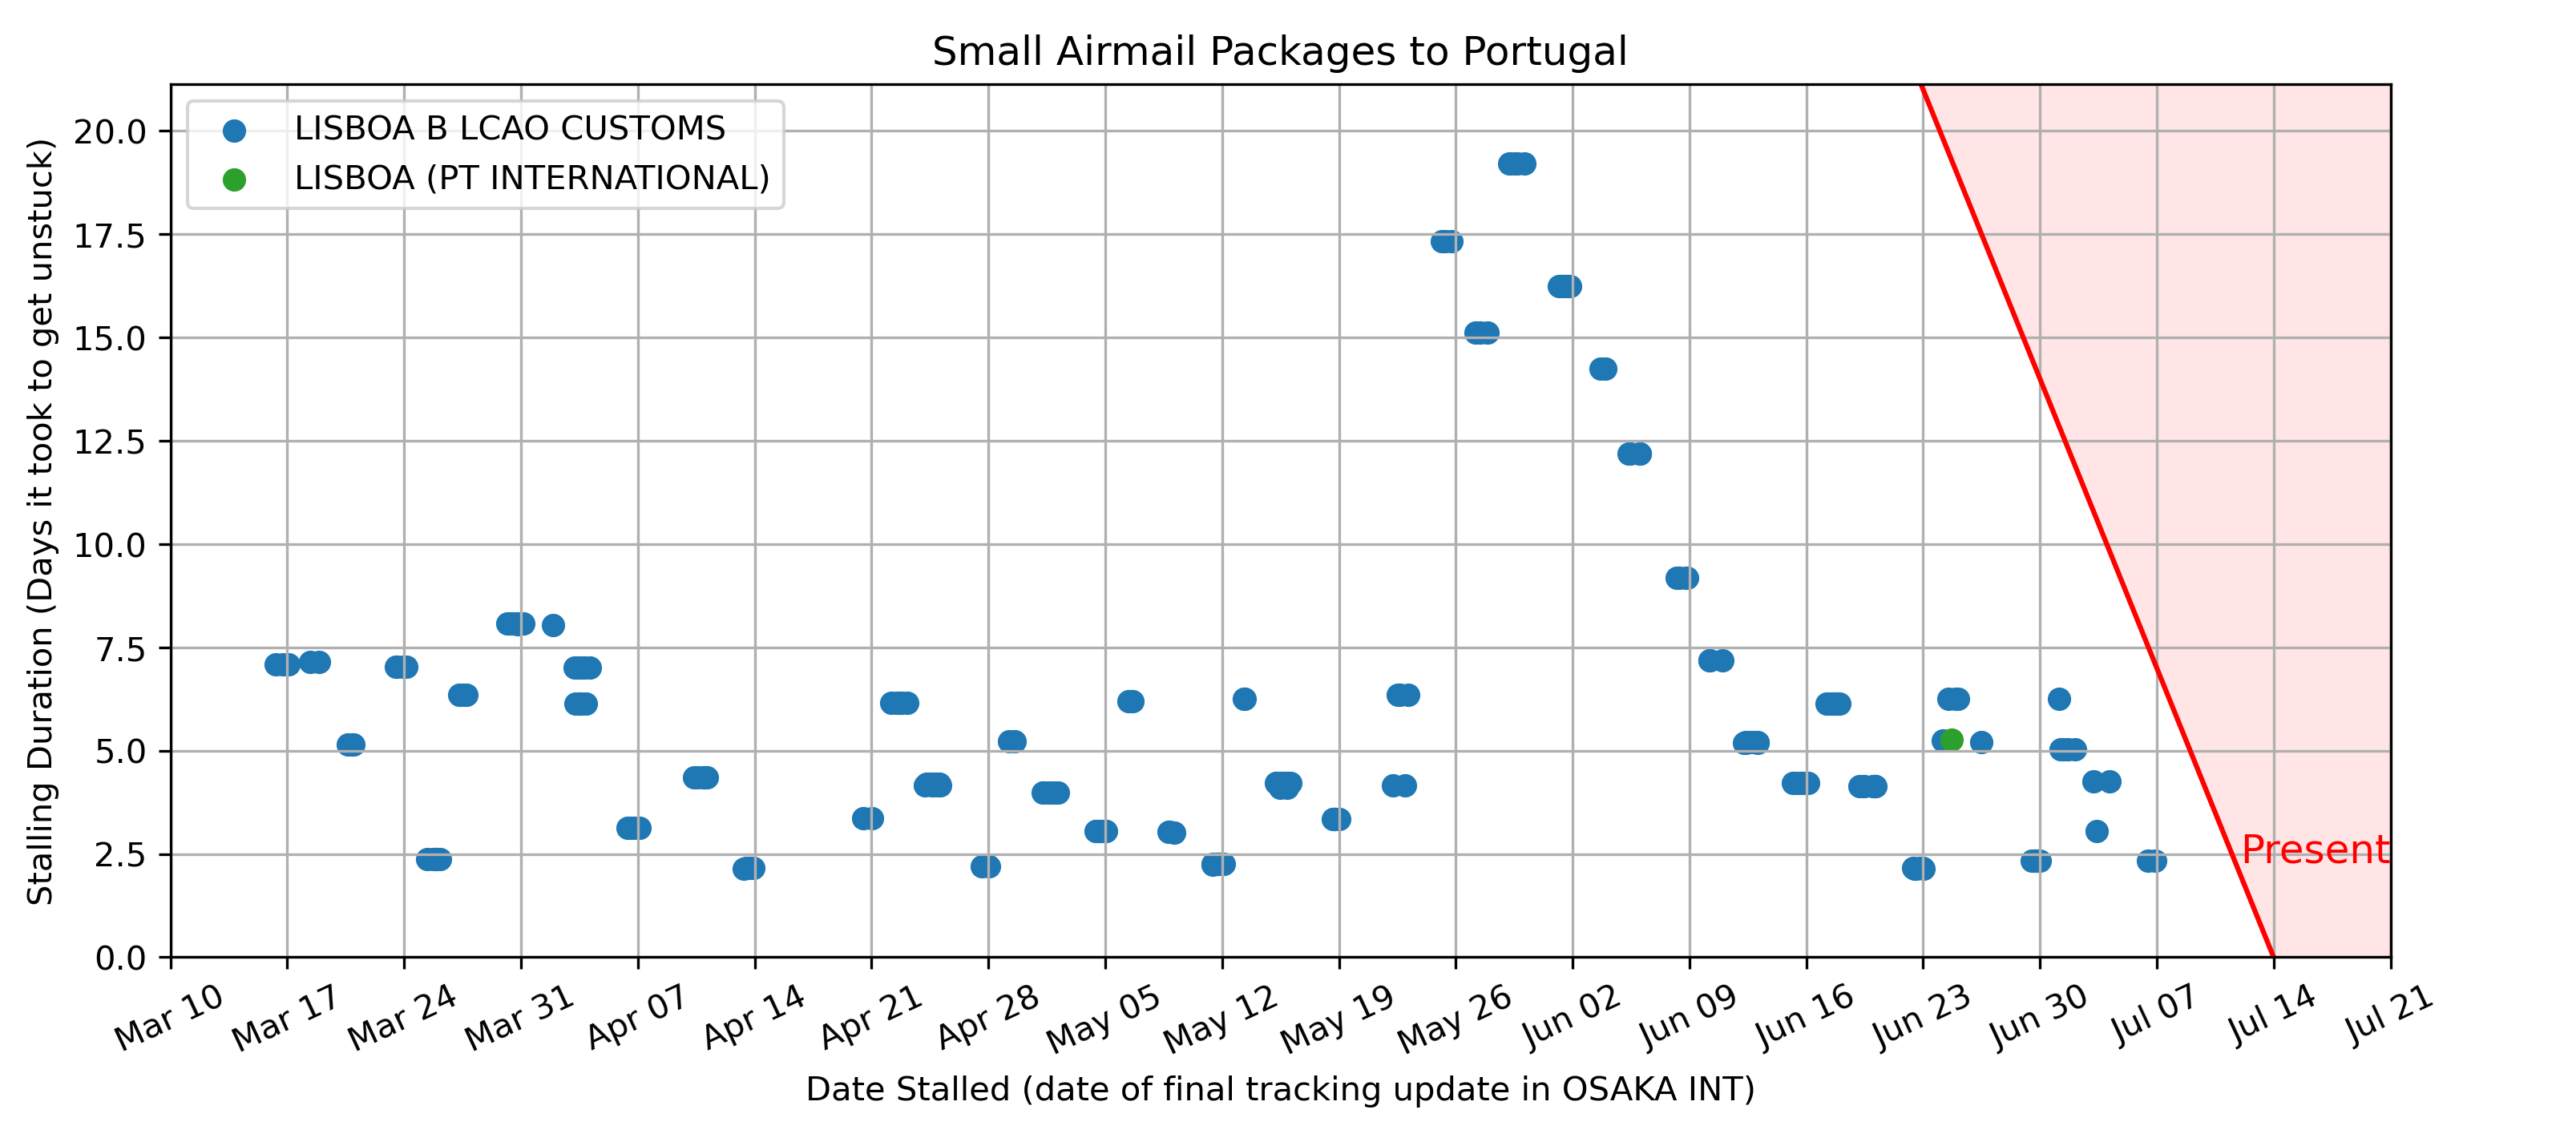 Small Airmail Packages to Portugal
LISBOA B LCAO CUSTOMS
LISBOA (PT INTERNATIONAL)
Stalling Duration (Days it took to get unstuck)
20.0
17.5
15.0
12.5
10.0
7.5
5.0
2.5
0.0
Present
Mar 10
Mar 17
Mar 24
Mar 31
Apr 07
Apr 14
Apr 21
Apr 28
May 05
May 12
May 19
May 26
Jun 02
Jun 09
Jun 16
Jun 23
Jun 30
Jul 07
Jul 14
Jul 21
Date Stalled (date of final tracking update in OSAKA INT)